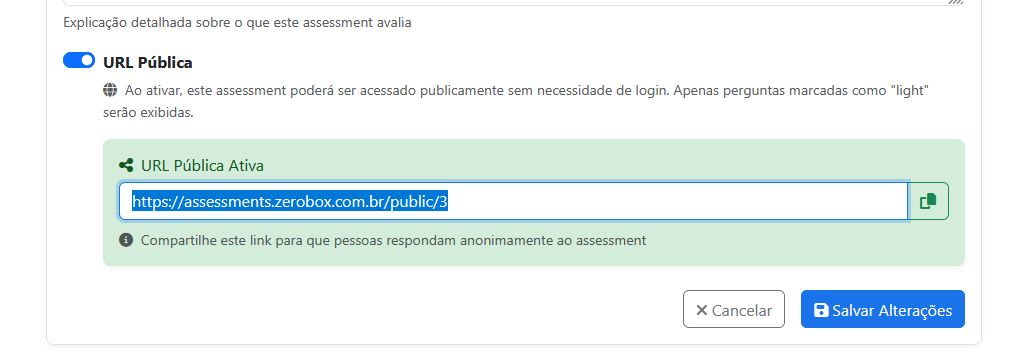 Explicação detalhada sobre o que este assessment avalia
URL Pública
Ao ativar, este assessment poderá ser acessado publicamente sem necessidade de login. Apenas perguntas marcadas como "light"
serão exibidas.
URL Pública Ativa
https://assessments.zerobox.com.br/public/3
Compartilhe este link para que pessoas respondam anonimamente ao assessment
Cancelar
Salvar Alterações